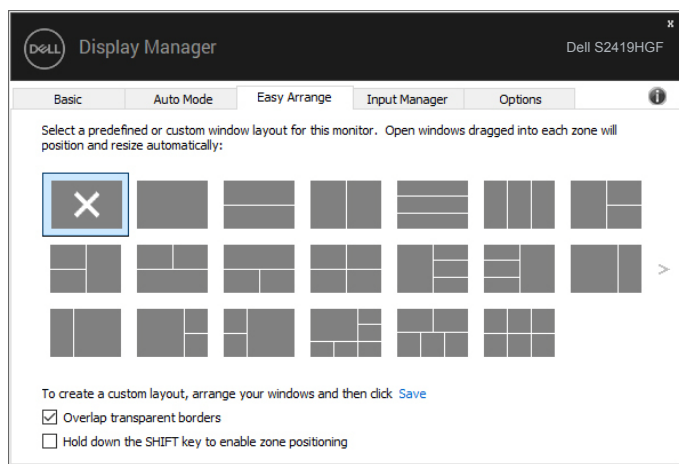 x
DELL
Display Manager
Dell S2419HGF
Basic
Auto Mode
Easy Arrange
Input Manager
Options
i
Select a predefined or custom window layout for this monitor. Open windows dragged into each zone will
position and resize automatically:
>
To create a custom layout, arrange your windows and then click Save
Overlap transparent borders
Hold down the SHIFT key to enable zone positioning